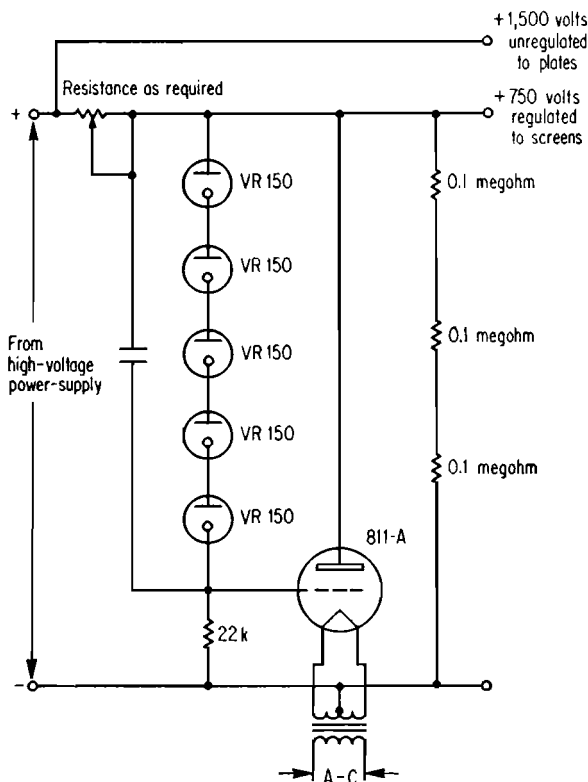 +1,500 volts
unregulated
to plates
Resistance as required
+
+750 volts
regulated
to screens
VR 150
0.1 megohm
VR 150
From
high-voltage
power-supply
VR 150
0.1 megohm
VR 150
0.1 megohm
VR 150
811-A
22k
-
A-C